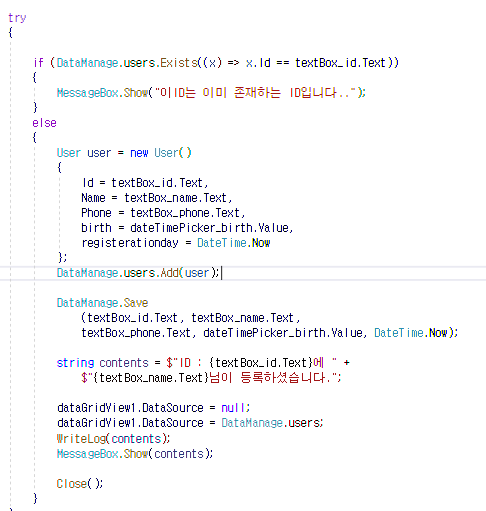 try
{
if (DataManage.users.Exists((x) => x.Id == textBox_id.Text))
{
MessageBox.Show("이ID는 이미 존재하는 ID입니다..");
}
else
{
User user = new User()
{
Id = textBox_id.Text,
Name = textBox_name.Text,
Phone = textBox_phone.Text,
birth = dateTimePicker_birth.Value,
registerationday = DateTime.Now
};
DataManage.users.Add(user);
DataManage.Save
(textBox_id.Text, textBox_name.Text,
textBox_phone.Text, dateTimePicker_birth.Value, DateTime.Now);
string contents = $"ID : {textBox_id.Text}에 " +
$"{textBox_name.Text}님이 등록하셨습니다.";
dataGridView1.DataSource = null;
dataGridView1.DataSource = DataManage.users;
WriteLog(contents);
MessageBox.Show(contents);
Close();
}
}